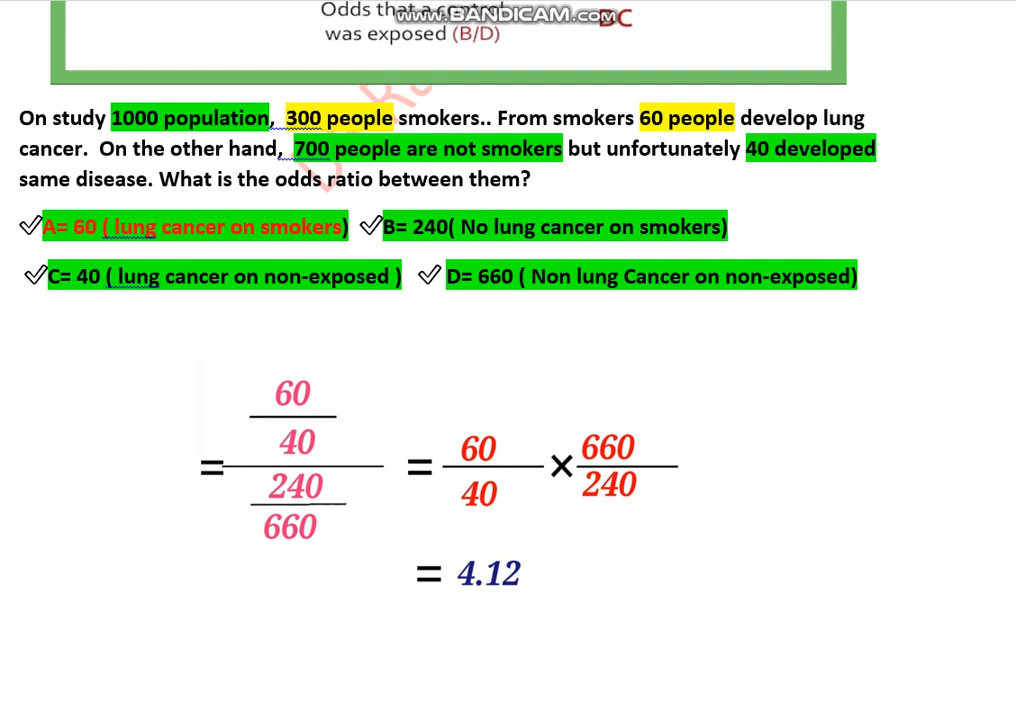 Odds that a control
www.BANDICAM.com
BC
was exposed (B/D)
On study 1000 population, 300 people smokers.. From smokers 60 people develop lung
cancer. On the other hand, 700 people are not smokers but unfortunately 40 developed
same disease. What is the odds ratio between them?
A= 60 ( lung cancer on smokers) B= 240( No lung cancer on smokers)
C= 40 ( lung cancer on non-exposed ) D= 660 ( Non lung Cancer on non-exposed)
60
40
=
240
660
= 60 × 660
40 240
= 4.12